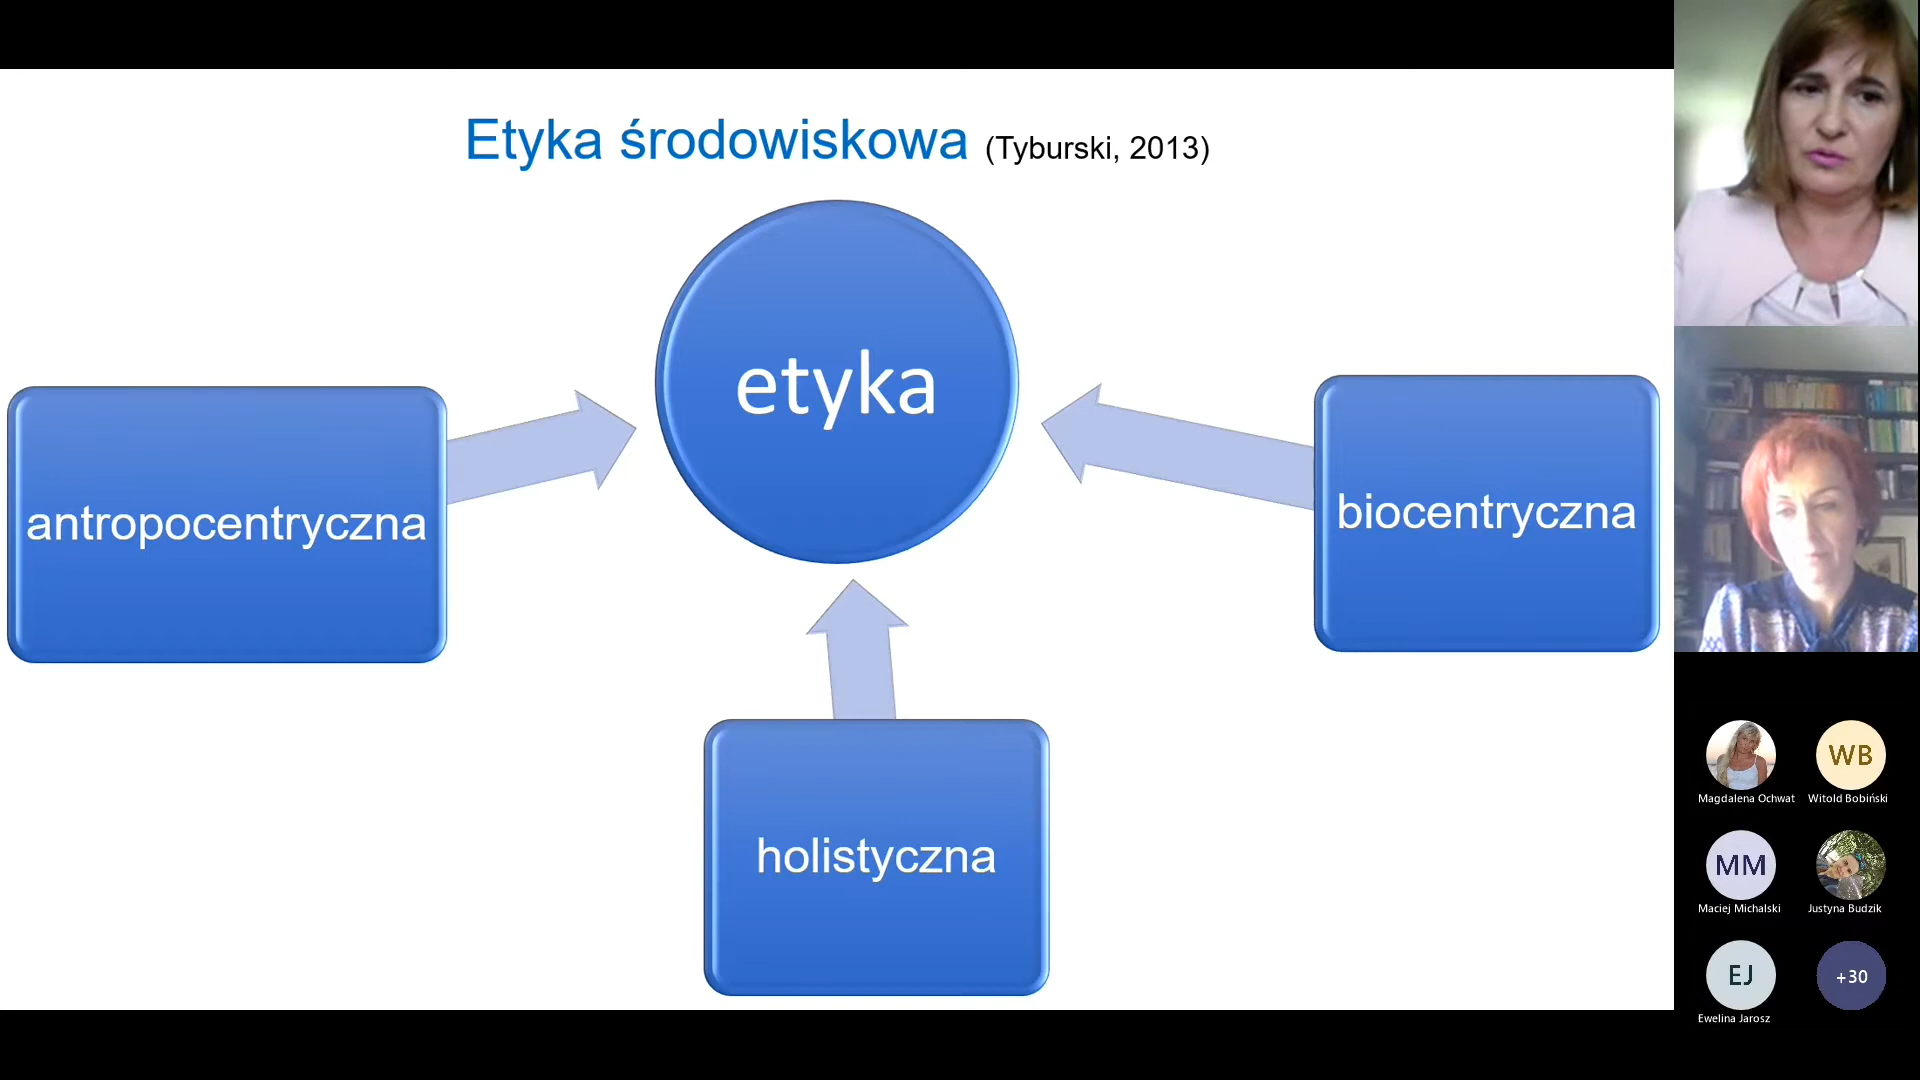 Etyka środowiskowa (Tyburski, 2013)
etyka
antropocentryczna
biocentryczna
holistyczna
WB
Magdalena Ochwat
Witold Bobiński
MM
Maciej Michalski
Justyna Budzik
EJ
+30
Ewelina Jarosz